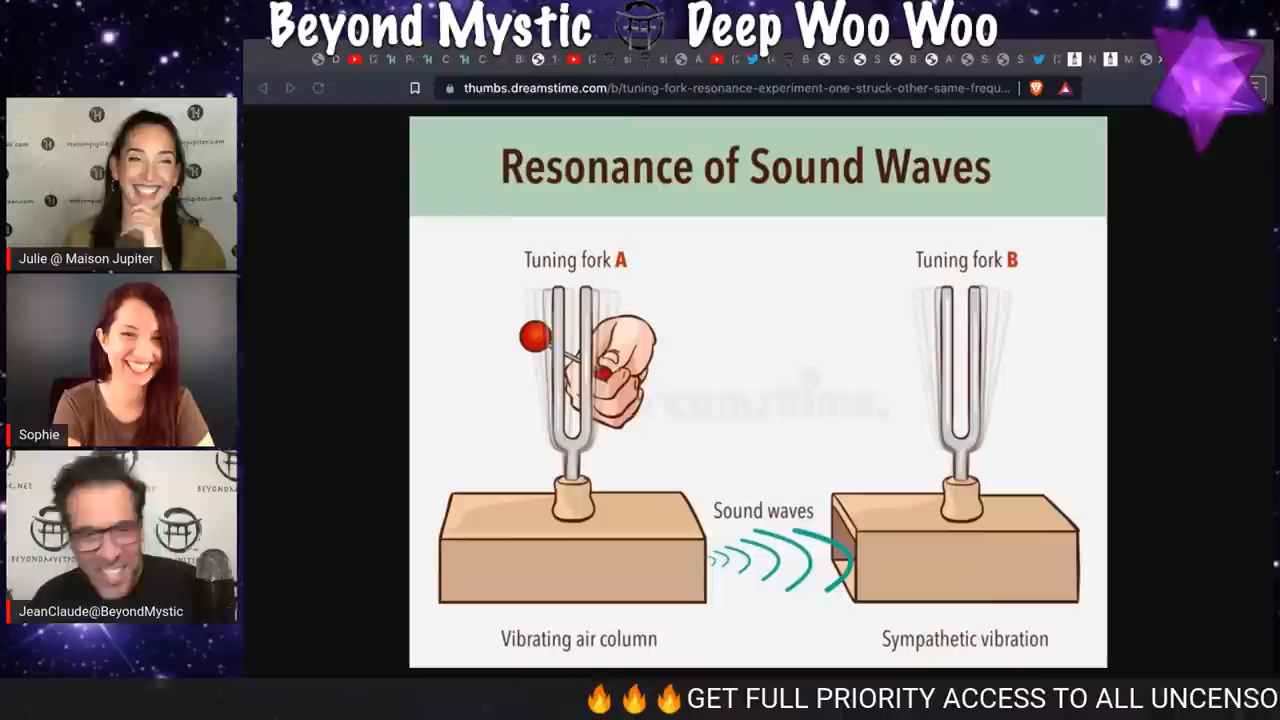 Beyond Mystic Deep Woo Woo
thumbs.dreamstime.com/b/tuning-fork-resonance-experiment-one-struck-other-same-frequ...
Resonance of Sound Waves
Tuning fork A
Tuning fork B
Sound waves
Vibrating air column
Sympathetic vibration
Julie @ Maison Jupiter
Sophie
BEYONDMYSTIC
JeanClaude@BeyondMystic
🔥🔥🔥GET FULL PRIORITY ACCESS TO ALL UNCENSO